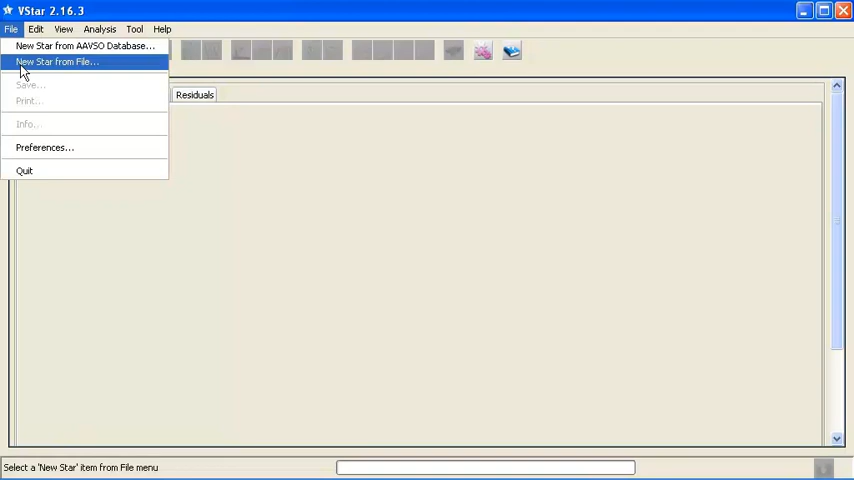 VStar 2.16.3
File Edit View Analysis Tool Help
New Star from AAVSO Database...
New Star from File...
Save...
Print...
Info...
Preferences...
Quit
Residuals
Select a 'New Star' item from File menu